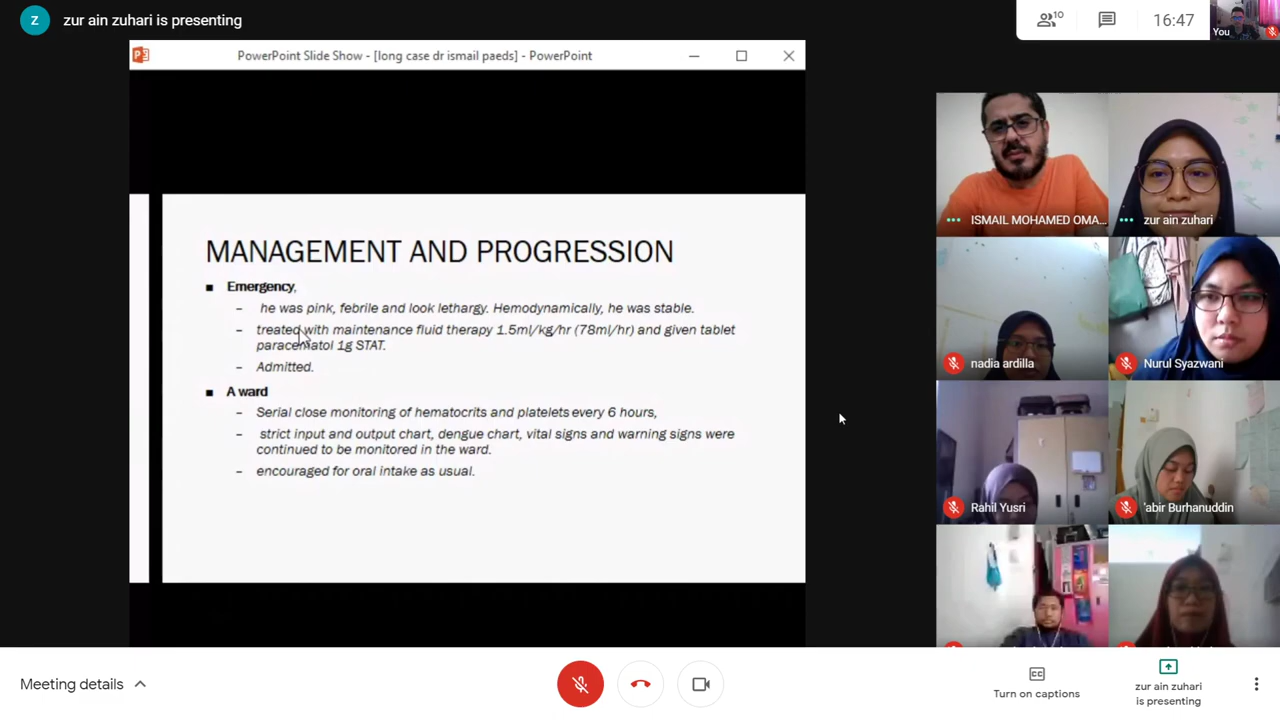 Z
zur ain zuhari is presenting
10
16:47
You
PowerPoint Slide Show - [long case dr ismail paeds] - PowerPoint
MANAGEMENT AND PROGRESSION
Emergency,
he was pink, febrile and look lethargy. Hemodynamically, he was stable.
treated with maintenance fluid therapy 1.5ml/kg/hr (78ml/hr) and given tablet
paracematol 1g STAT.
Admitted.
A ward
Serial close monitoring of hematocrits and platelets every 6 hours,
strict input and output chart, dengue chart, vital signs and warning signs were
continued to be monitored in the ward.
encouraged for oral intake as usual.
ISMAIL MOHAMED OMA...
zur ain zuhari
nadia ardilla
Nurul Syazwani
Rahil Yusri
'abir Burhanuddin
Meeting details
CC
Turn on captions
zur ain zuhari
is presenting